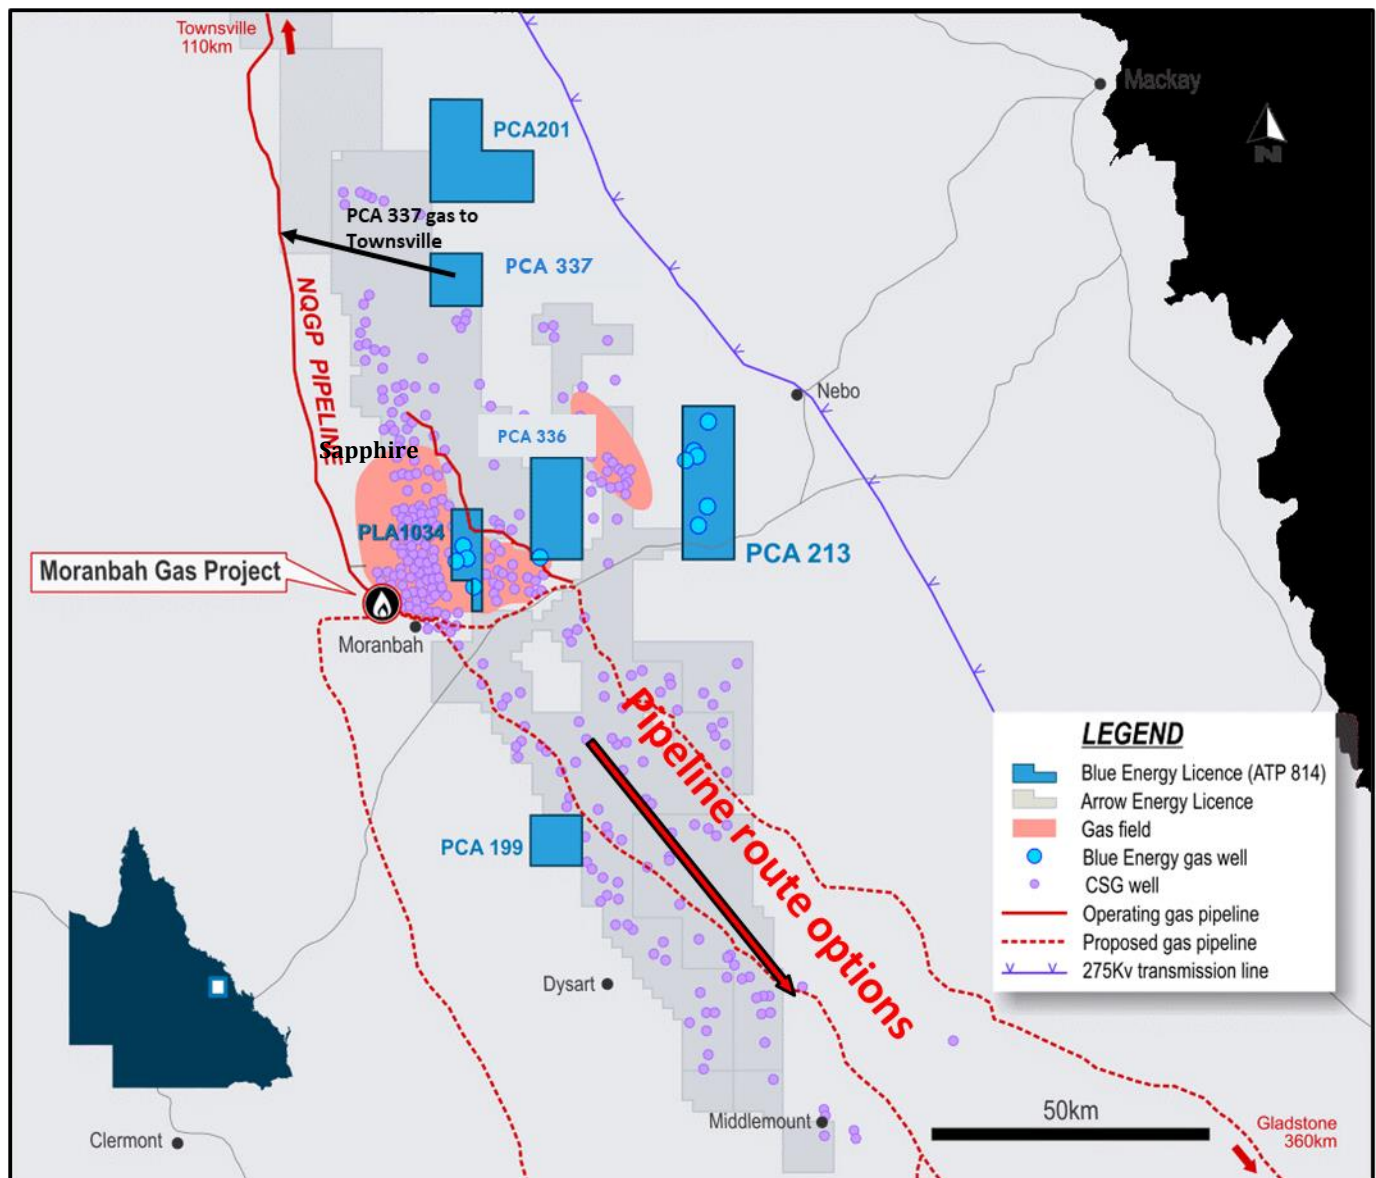 Townsville
110km
Mackay
PCA201
N
PCA 337 gas to
Townsville
PCA 337
NQGP PIPELINE
Nebo
PCA 336
Sapphire
PLA1034
PCA 213
Moranbah Gas Project
Moranbah
Pipeline route options
LEGEND
Blue Energy Licence (ATP 814)
Arrow Energy Licence
Gas field
Blue Energy gas well
CSG well
Operating gas pipeline
Proposed gas pipeline
275Kv transmission line
PCA 199
Dysart
Middlemount
50km
Clermont
Gladstone
360km